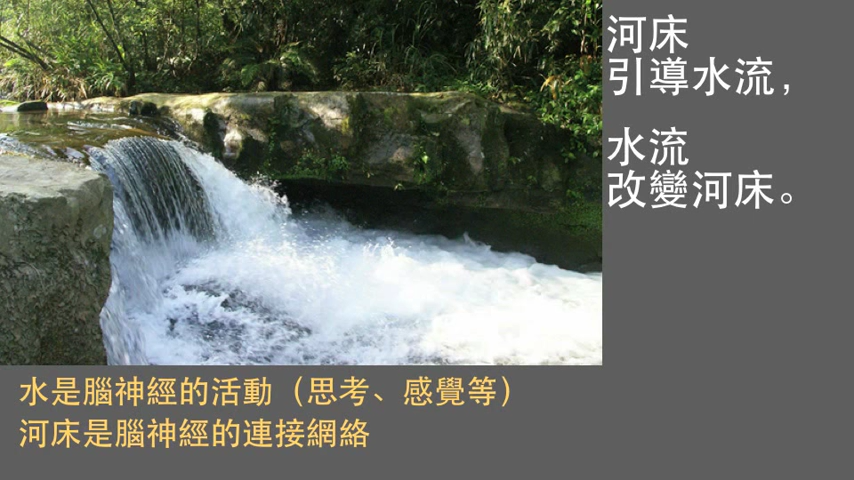 河床
引導水流，
水流
改變河床。
水是腦神經的活動（思考、感覺等）
河床是腦神經的連接網絡